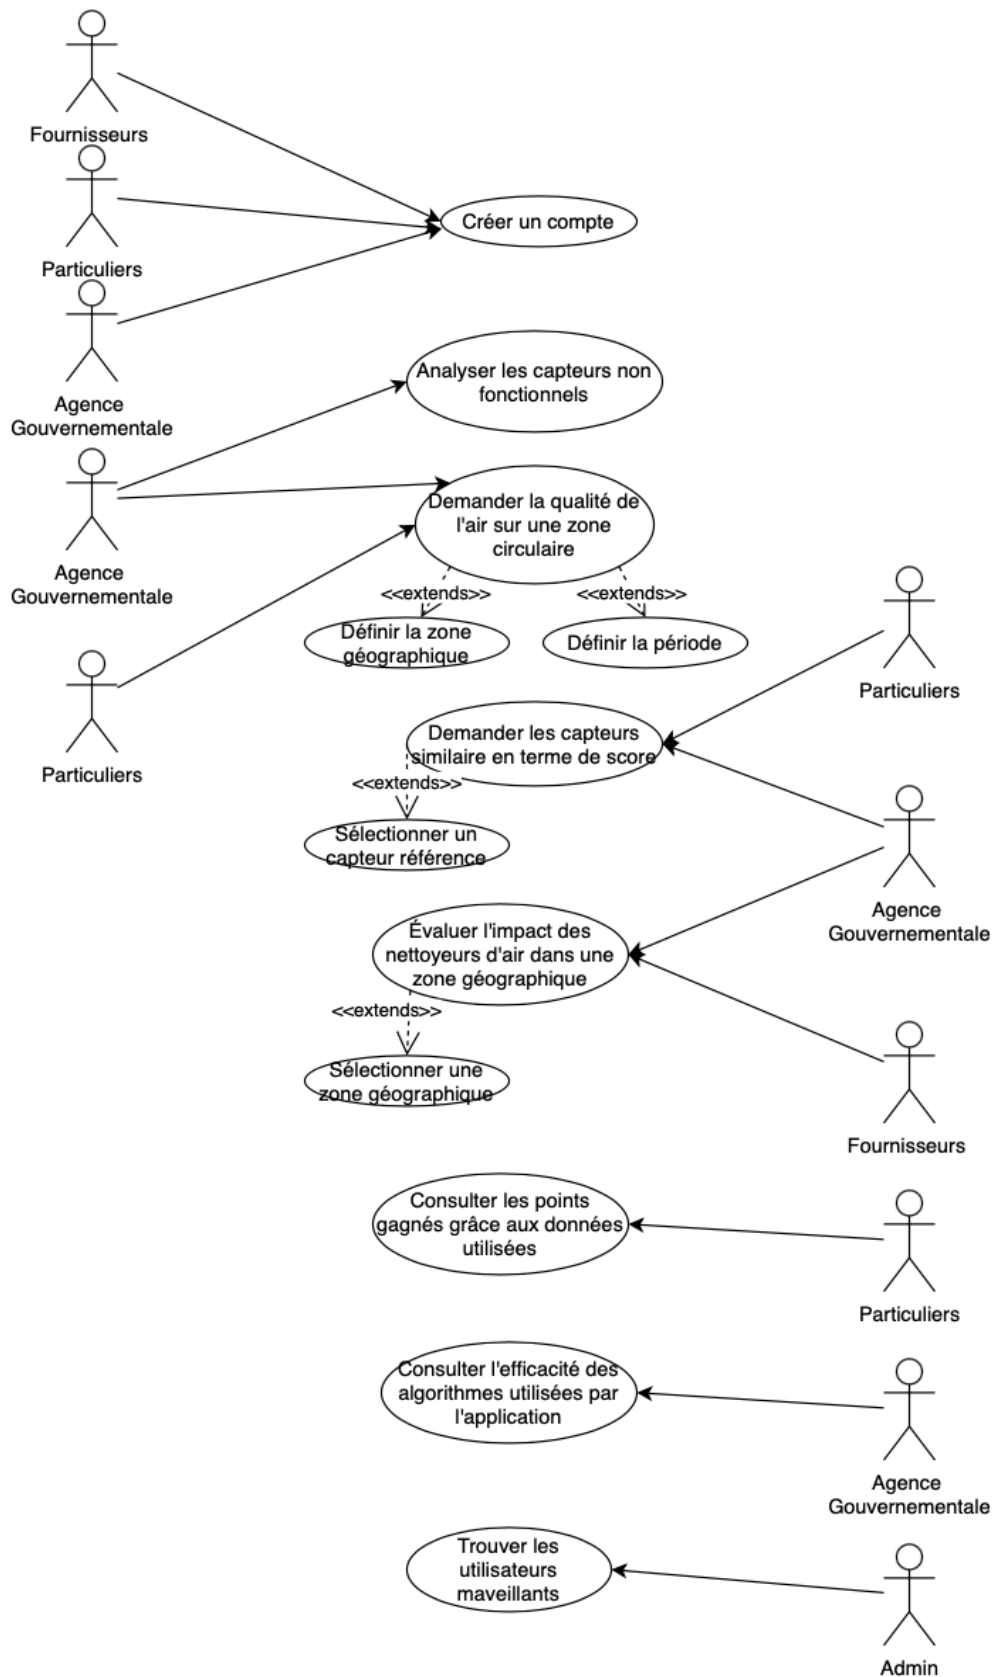 Fournisseurs
Particuliers
Créer un compte
Agence
Gouvernementale
Analyser les capteurs non
fonctionnels
Agence
Gouvernementale
Demander la qualité de
l'air sur une zone
circulaire
<<extends>>
<<extends>>
Définir la zone
géographique
Définir la période
Particuliers
Particuliers
Demander les capteurs
similaire en terme de score
<<extends>>
Sélectionner un
capteur référence
Agence
Gouvernementale
Évaluer l'impact des
nettoyeurs d'air dans une
zone géographique
<<extends>>
Sélectionner une
zone géographique
Fournisseurs
Consulter les points
gagnés grâce aux données
utilisées
Particuliers
Consulter l'efficacité des
algorithmes utilisées par
l'application
Agence
Gouvernementale
Trouver les
utilisateurs
maveillants
Admin